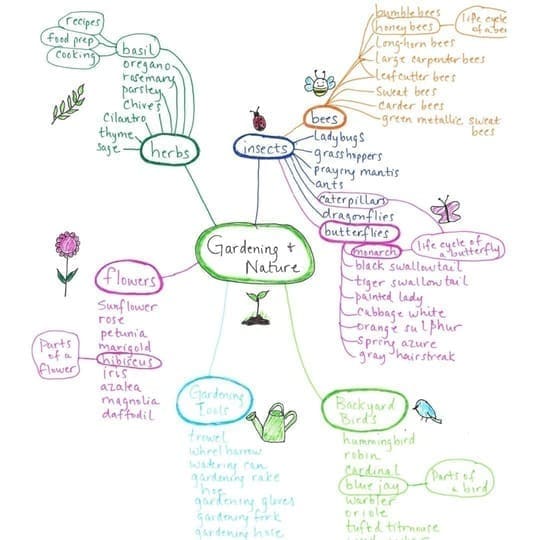 recipes
food prep
cooking
basil
oregano
rosemary
parsley
chives
cilantro
thyme
sage
herbs
bumble bees
honey bees
life cycle
of a bee
Long-horn bees
Large carpenter bees
Leafcutter bees
Sweat bees
Carder bees
green metallic sweat
bees
bees
insects
Ladybugs
grasshoppers
praying mantis
ants
caterpillars
dragonflies
butterflies
monarch
life cycle of
a butterfly
black swallowtail
tiger swallowtail
painted lady
cabbage white
orange sulphur
spring azure
gray hairstreak
Gardening +
Nature
flowers
Sunflower
rose
petunia
marigold
hibiscus
Parts
of a
flower
iris
azalea
magnolia
daffodil
Gardening
Tools
trowel
wheel barrow
watering can
gardening rake
hoe
gardening gloves
gardening fork
gardening hose
Backyard
Birds
hummingbird
robin
cardinal
blue jay
Parts of
a bird
warbler
oriole
tuftd titmouse